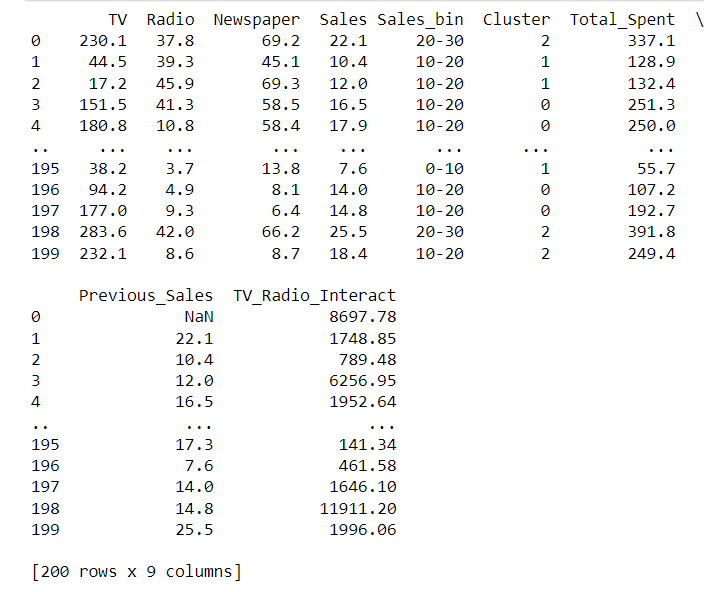 TV Radio Newspaper Sales Sales_bin Cluster Total_Spent \
0 230.1 37.8 69.2 22.1 20-30 2 337.1
1 44.5 39.3 45.1 10.4 10-20 1 128.9
2 17.2 45.9 69.3 12.0 10-20 1 132.4
3 151.5 41.3 58.5 16.5 10-20 0 251.3
4 180.8 10.8 58.4 17.9 10-20 0 250.0
.. ... ... ... ... ... ... ...
195 38.2 3.7 13.8 7.6 0-10 1 55.7
196 94.2 4.9 8.1 14.0 10-20 0 107.2
197 177.0 9.3 6.4 14.8 10-20 0 192.7
198 283.6 42.0 66.2 25.5 20-30 2 391.8
199 232.1 8.6 8.7 18.4 10-20 2 249.4
Previous_Sales TV_Radio_Interact
0 NaN 8697.78
1 22.1 1748.85
2 10.4 789.48
3 12.0 6256.95
4 16.5 1952.64
.. ... ...
195 17.3 141.34
196 7.6 461.58
197 14.0 1646.10
198 14.8 11911.20
199 25.5 1996.06
[200 rows x 9 columns]